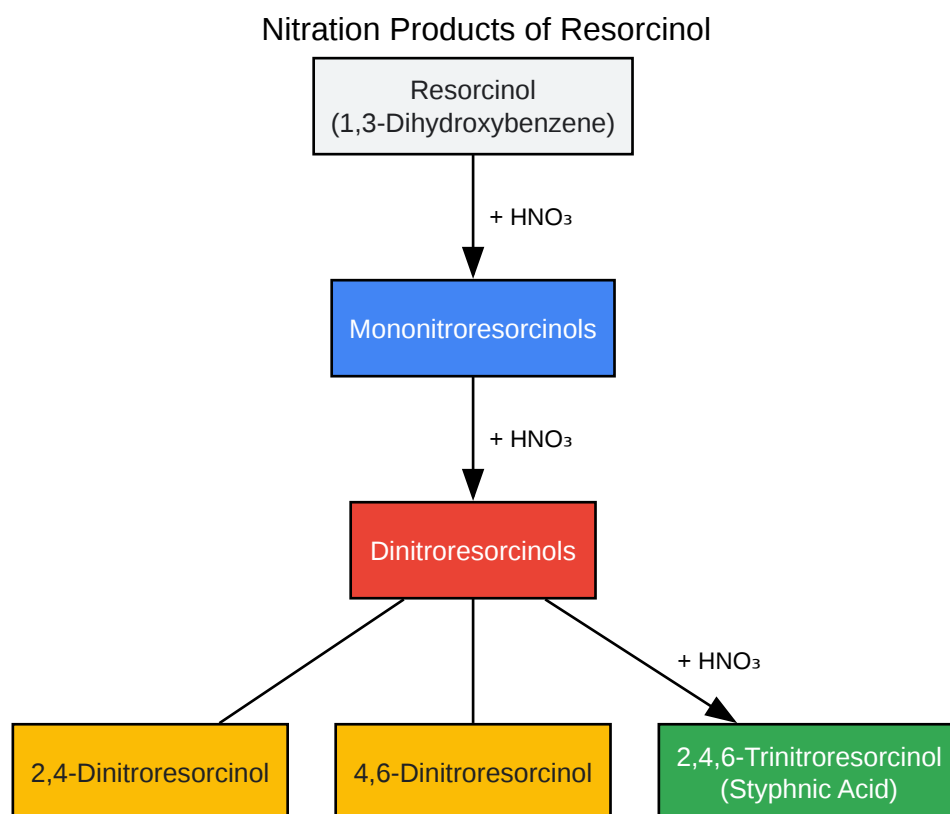 Nitration Products of Resorcinol
Resorcinol
(1,3-Dihydroxybenzene)
+ HNO₃
Mononitroresorcinols
+ HNO₃
Dinitroresorcinols
+ HNO₃
2,4-Dinitroresorcinol
4,6-Dinitroresorcinol
2,4,6-Trinitroresorcinol
(Styphnic Acid)